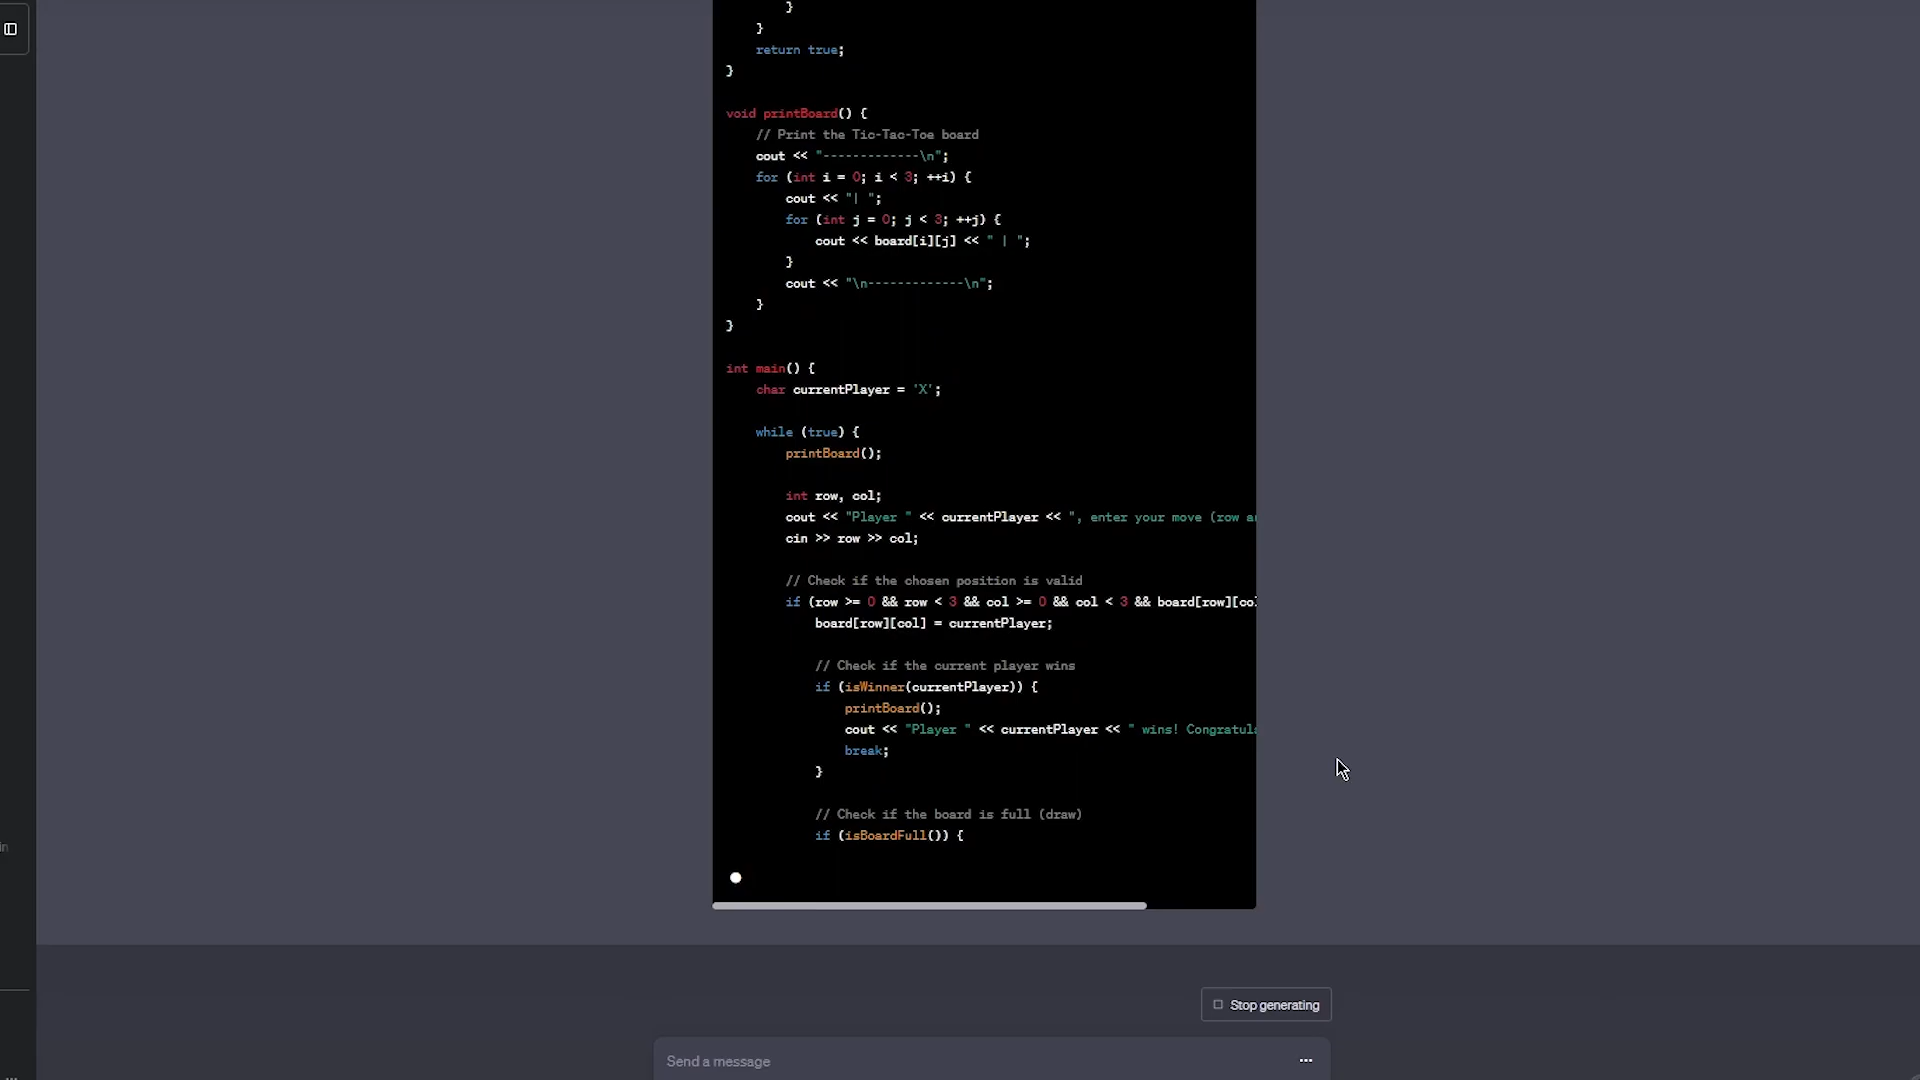 }
}
return true;
}
void printBoard() {
// Print the Tic-Tac-Toe board
cout << "-------------\n";
for (int i = 0; i < 3; ++i) {
cout << "| ";
for (int j = 0; j < 3; ++j) {
cout << board[i][j] << " | ";
}
cout << "\n-------------\n";
}
}
int main() {
char currentPlayer = 'X';
while (true) {
printBoard();
int row, col;
cout << "Player " << currentPlayer << ", enter your move (row
cin >> row >> col;
// Check if the chosen position is valid
if (row >= 0 && row < 3 && col >= 0 && col < 3 && board[row][co
board[row][col] = currentPlayer;
// Check if the current player wins
if (isWinner(currentPlayer)) {
printBoard();
cout << "Player " << currentPlayer << " wins! Congratul
break;
}
// Check if the board is full (draw)
if (isBoardFull()) {
Stop generating
Send a message